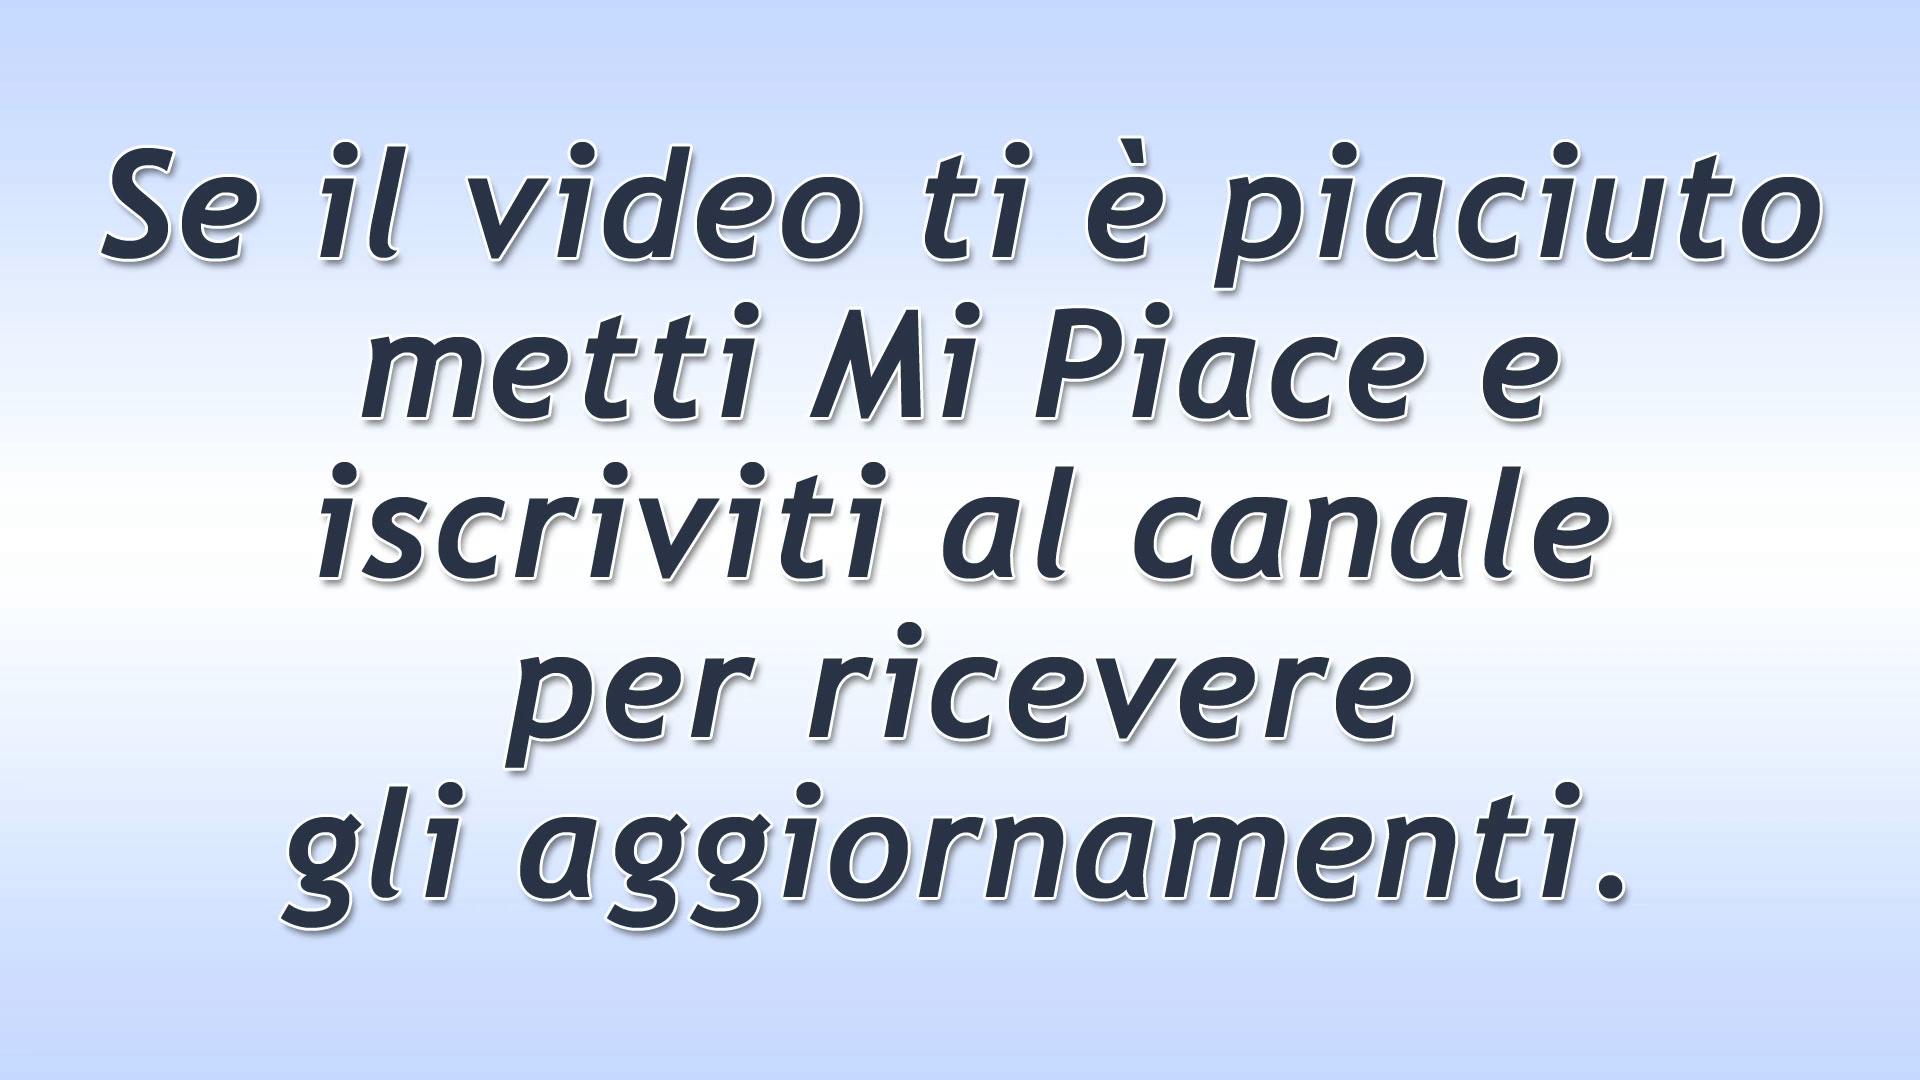 Se il video ti è piaciuto
metti Mi Piace e
iscriviti al canale
per ricevere
gli aggiornamenti.